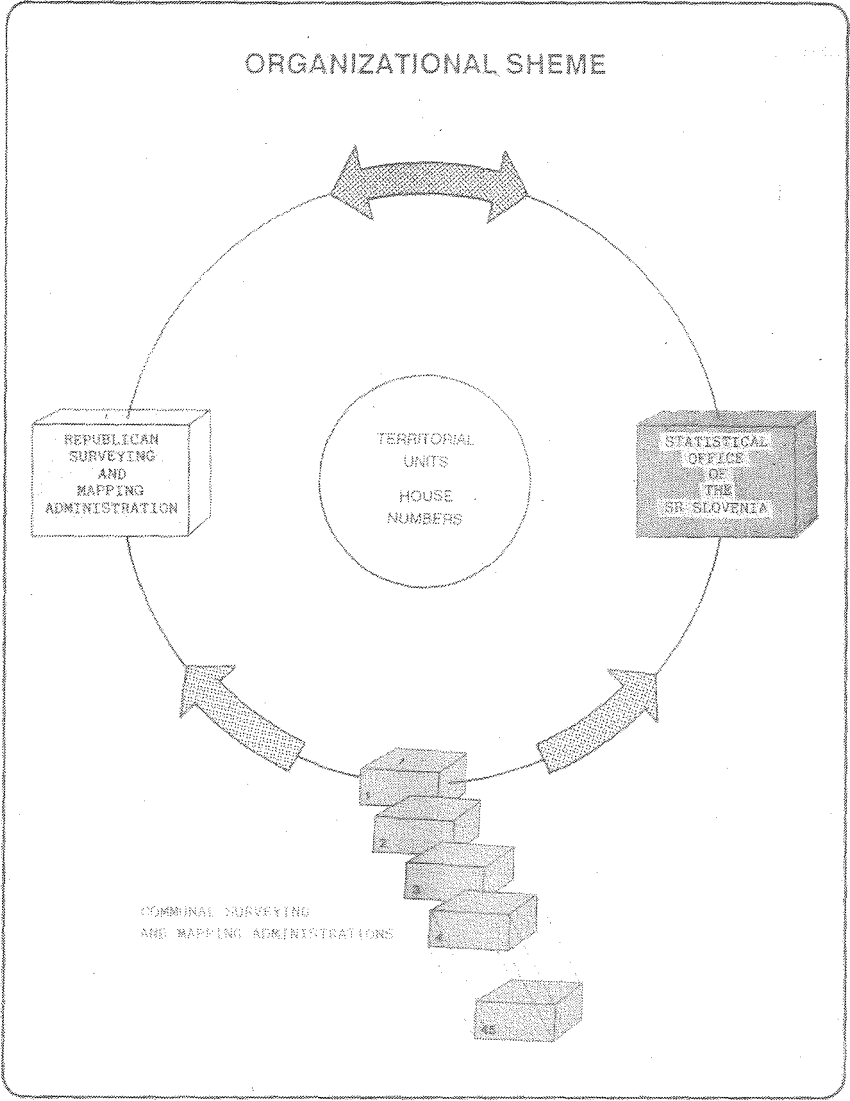 ORGANIZATIONAL SHEME
REPUBLICAN
SURVEYING
AND
MAPPING
ADMINISTRATION
TERRITORIAL
UNITS
HOUSE
NUMBERS
STATISTICAL
OFFICE
OF
THE
SR SLOVENIA
1
2
3
4
COMMUNAL SURVEYING
AND MAPPING ADMINISTRATIONS
45